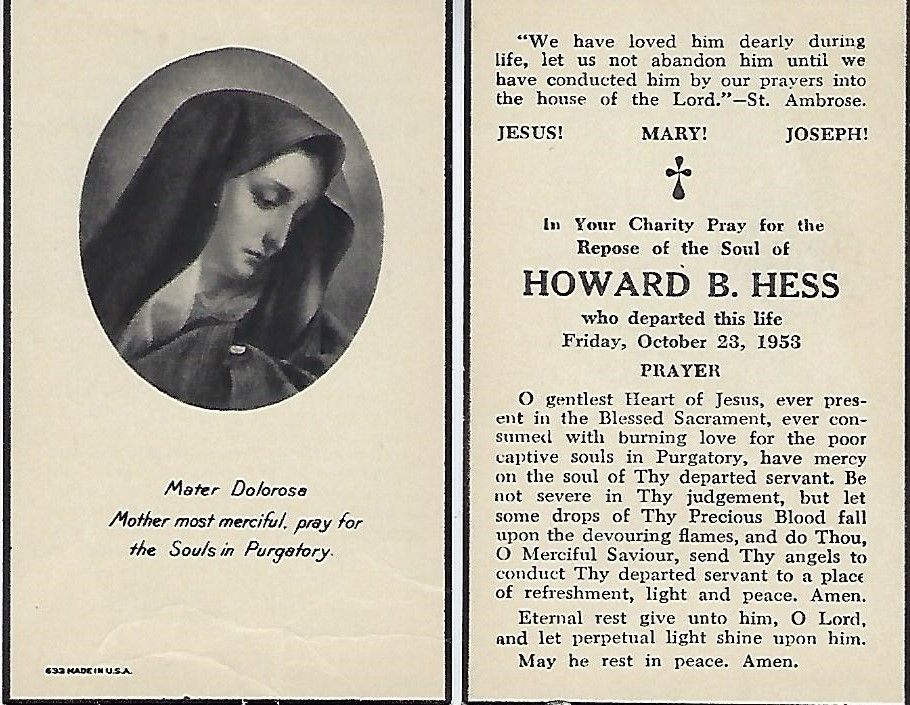 Mater Dolorosa
Mother most merciful, pray for
the Souls in Purgatory.
633 MADE IN U.S.A.
"We have loved him dearly during
life, let us not abandon him until we
have conducted him by our prayers into
the house of the Lord."—St. Ambrose.
JESUS! MARY! JOSEPH!
In Your Charity Pray for the
Repose of the Soul of
HOWARD B. HESS
who departed this life
Friday, October 23, 1953
PRAYER
O gentlest Heart of Jesus, ever pres-
ent in the Blessed Sacrament, ever con-
sumed with burning love for the poor
captive souls in Purgatory, have mercy
on the soul of Thy departed servant. Be
not severe in Thy judgement, but let
some drops of Thy Precious Blood fall
upon the devouring flames, and do Thou,
O Merciful Saviour, send Thy angels to
conduct Thy departed servant to a place
of refreshment, light and peace. Amen.
Eternal rest give unto him, O Lord,
and let perpetual light shine upon him.
May he rest in peace. Amen.